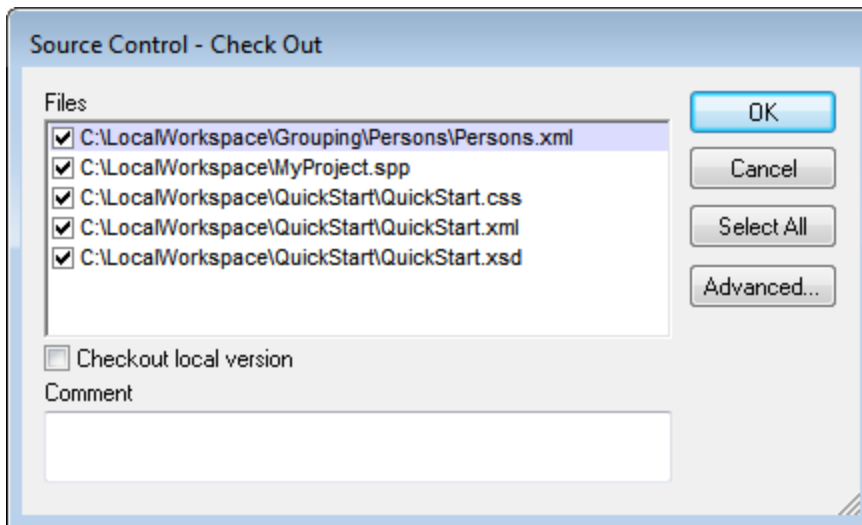 Source Control - Check Out
Files
C:\LocalWorkspace\Grouping\Persons\Persons.xml
C:\LocalWorkspace\MyProject.spp
C:\LocalWorkspace\QuickStart\QuickStart.css
C:\LocalWorkspace\QuickStart\QuickStart.xml
C:\LocalWorkspace\QuickStart\QuickStart.xsd
Checkout local version
Comment
OK
Cancel
Select All
Advanced...